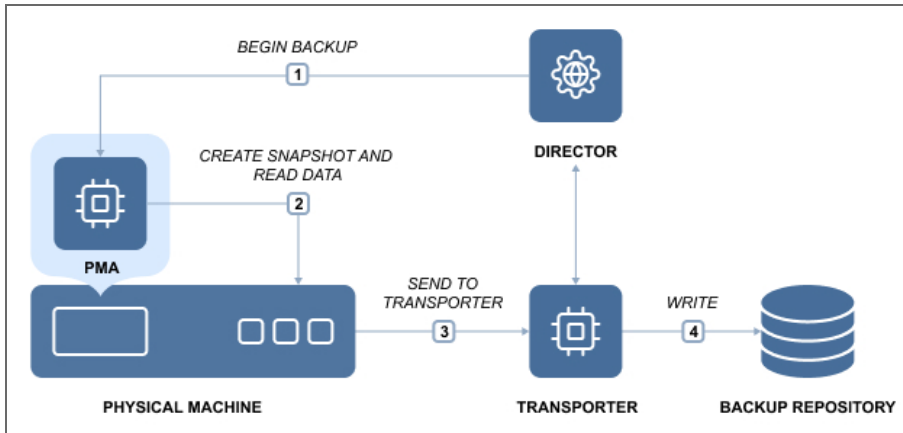 BEGIN BACKUP
1
DIRECTOR
CREATE SNAPSHOT AND
READ DATA
2
PMA
SEND TO
TRANSPORTER
3
WRITE
4
PHYSICAL MACHINE
TRANSPORTER
BACKUP REPOSITORY